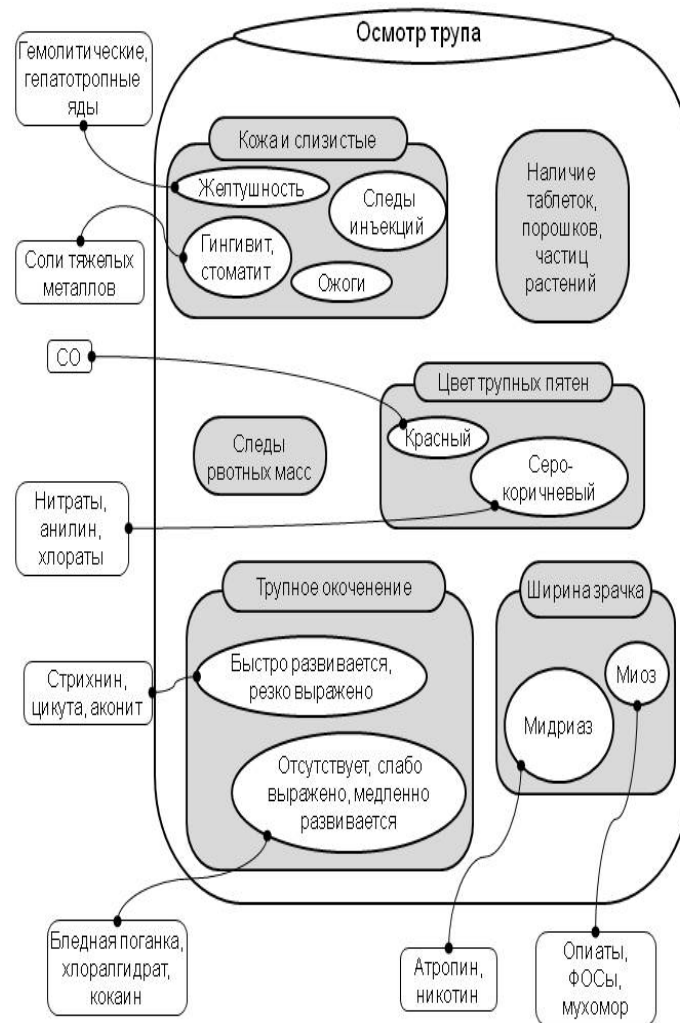 Осмотр трупа
Гемолитические,
гепатотропные
яды
Кожа и слизистые
Желтушность
Следы
инъекций
Гингивит,
стоматит
Ожоги
Наличие
таблеток,
порошков,
частиц
растений
Соли тяжелых
металлов
СО
Цвет трупных пятен
Красный
Серо-
коричневый
Следы
рвотных масс
Нитраты,
анилин,
хлораты
Трупное окоченение
Быстро развивается,
резко выражено
Отсутствует, слабо
выражено, медленно
развивается
Ширина зрачка
Миоз
Мидриаз
Стрихнин,
цикута, аконит
Бледная поганка,
хлоралгидрат,
кокаин
Атропин,
никотин
Опиаты,
ФОСы,
мухомор